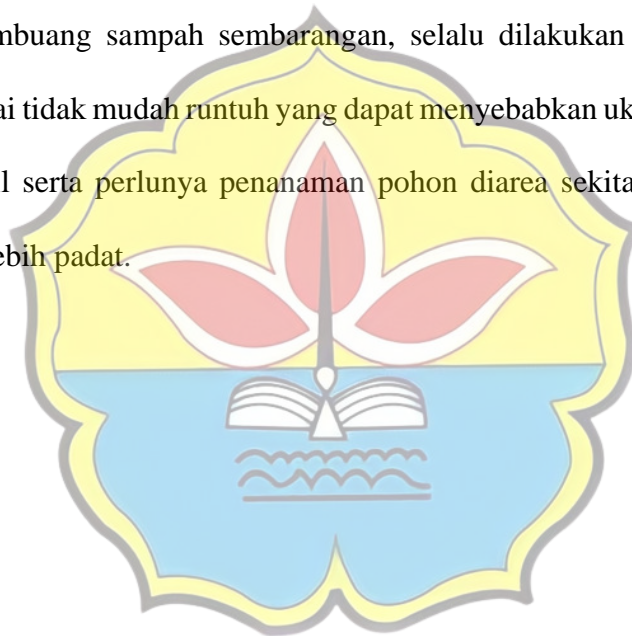 mbuang sampah sembarangan, selalu dilakukan
ai tidak mudah runtuh yang dapat menyebabkan uk
l serta perlunya penanaman pohon diarea sekita
ebih padat.